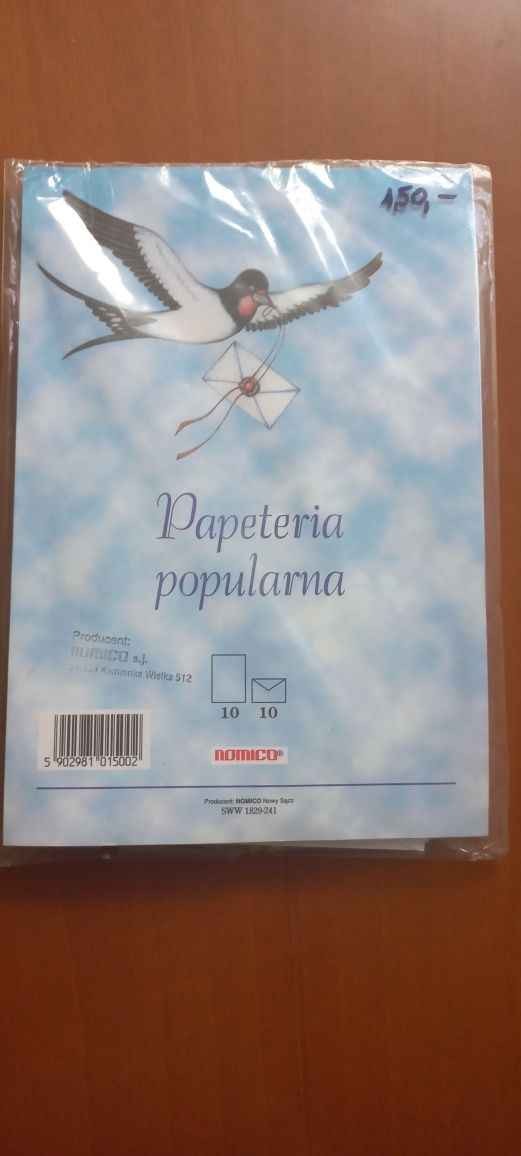 1,50,-
Papeteria
popularna
Producent:
NOMICO s.j.
Kamionka Wielka 512
10 10
5 902981 015002
NOMICO®
Producent: NOMICO Nowy Sącz
SWW 1829-241